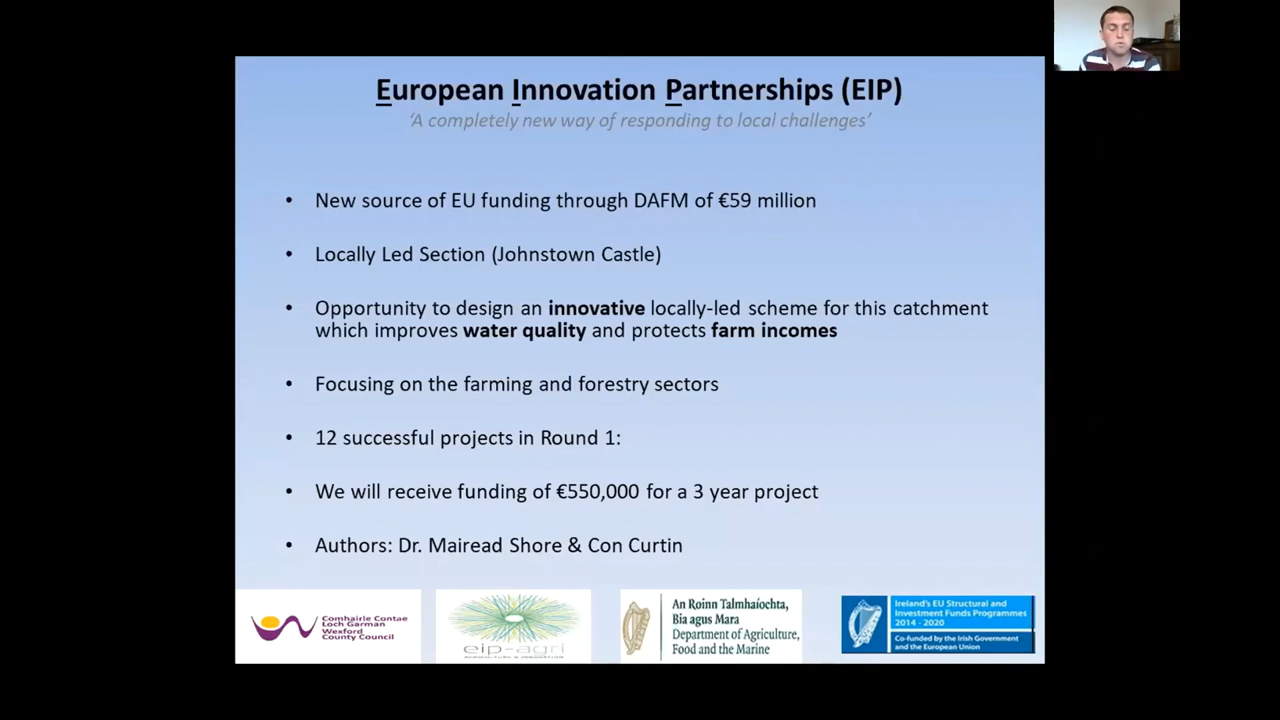 European Innovation Partnerships (EIP)
‘A completely new way of responding to local challenges’
• New source of EU funding through DAFM of €59 million
• Locally Led Section (Johnstown Castle)
• Opportunity to design an innovative locally-led scheme for this catchment
which improves water quality and protects farm incomes
• Focusing on the farming and forestry sectors
• 12 successful projects in Round 1:
• We will receive funding of €550,000 for a 3 year project
• Authors: Dr. Mairead Shore & Con Curtin
Comhairle Contae
Loch Garman
Wexford
County Council
eip-agri
AGRICULTURE & INNOVATION
An Roinn Talmhaíochta,
Bia agus Mara
Department of Agriculture,
Food and the Marine
Ireland's EU Structural and
Investment Funds Programmes
2014 - 2020
Co-funded by the Irish Government
and the European Union